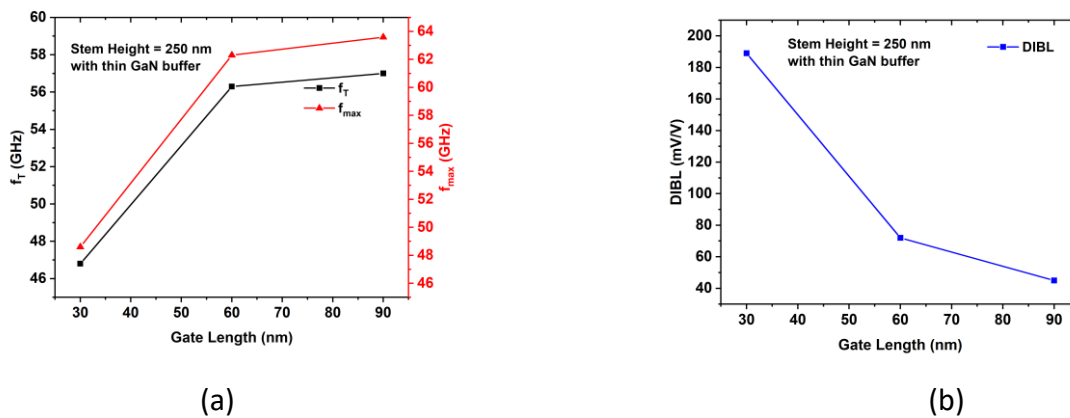 60
58
56
54
52
50
48
46
f_T (GHz)
Stem Height = 250 nm
with thin GaN buffer
f_T
f_max
64
62
60
58
56
54
52
50
48
46
f_max (GHz)
30 40 50 60 70 80 90
Gate Length (nm)
(a)
200
180
160
140
120
100
80
60
40
DIBL (mV/V)
Stem Height = 250 nm
with thin GaN buffer
DIBL
30 40 50 60 70 80 90
Gate Length (nm)
(b)